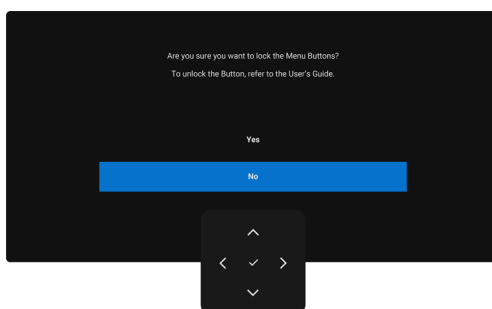 Are you sure you want to lock the Menu Buttons?
To unlock the Button, refer to the User's Guide.
Yes
No